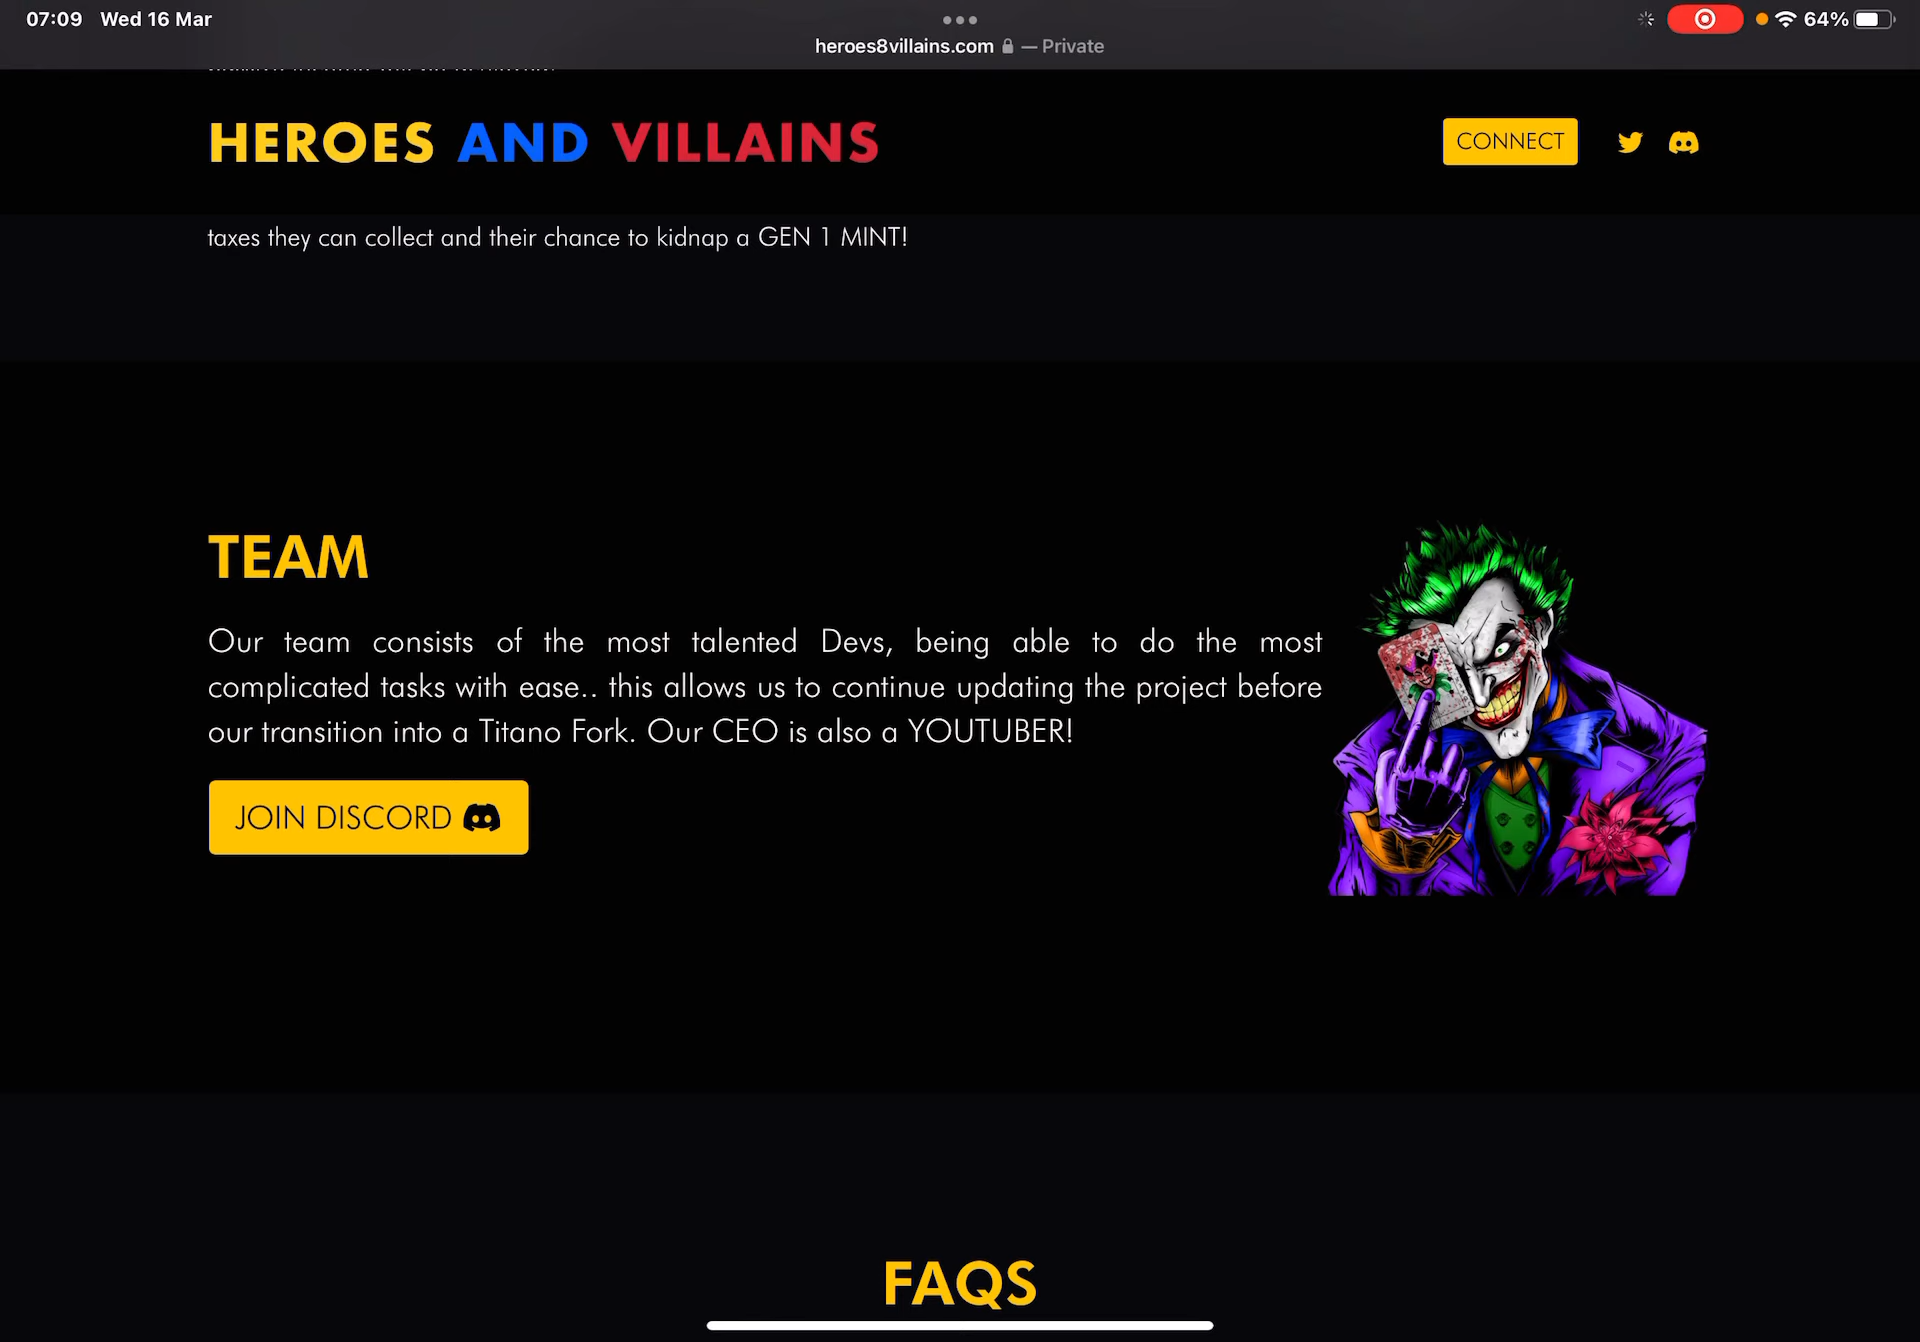 07:09 Wed 16 Mar
64%
heroes8villains.com — Private
HEROES AND VILLAINS
CONNECT
taxes they can collect and their chance to kidnap a GEN 1 MINT!
TEAM
Our team consists of the most talented Devs, being able to do the most
complicated tasks with ease.. this allows us to continue updating the project before
our transition into a Titano Fork. Our CEO is also a YOUTUBER!
JOIN DISCORD
FAQS